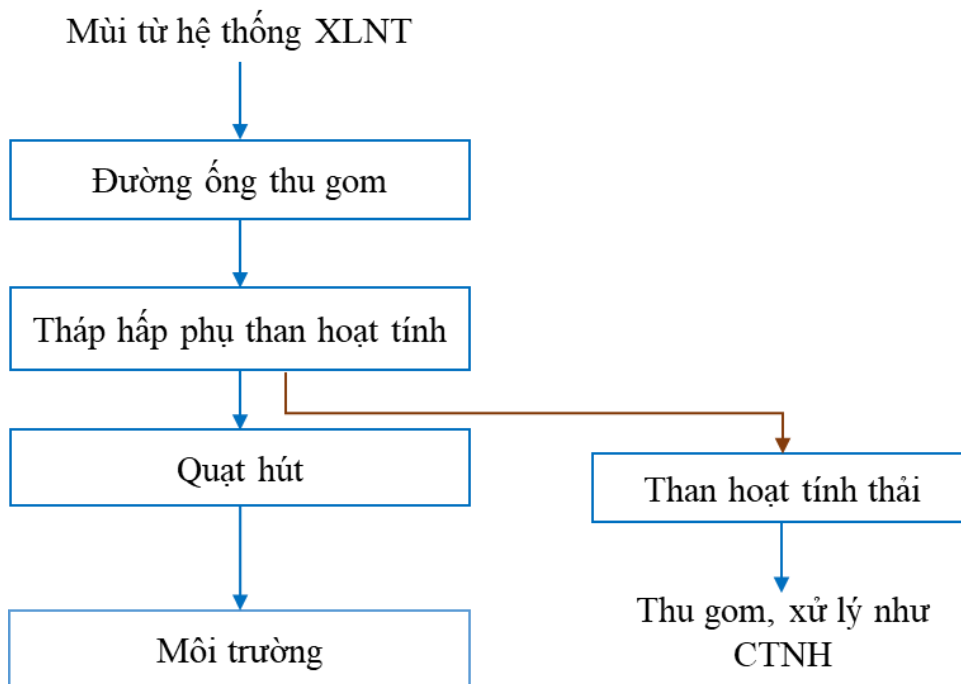 Mùi từ hệ thống XLNT
Đường ống thu gom
Tháp hấp phụ than hoạt tính
Quạt hút
Than hoạt tính thải
Thu gom, xử lý như
CTNH
Môi trường